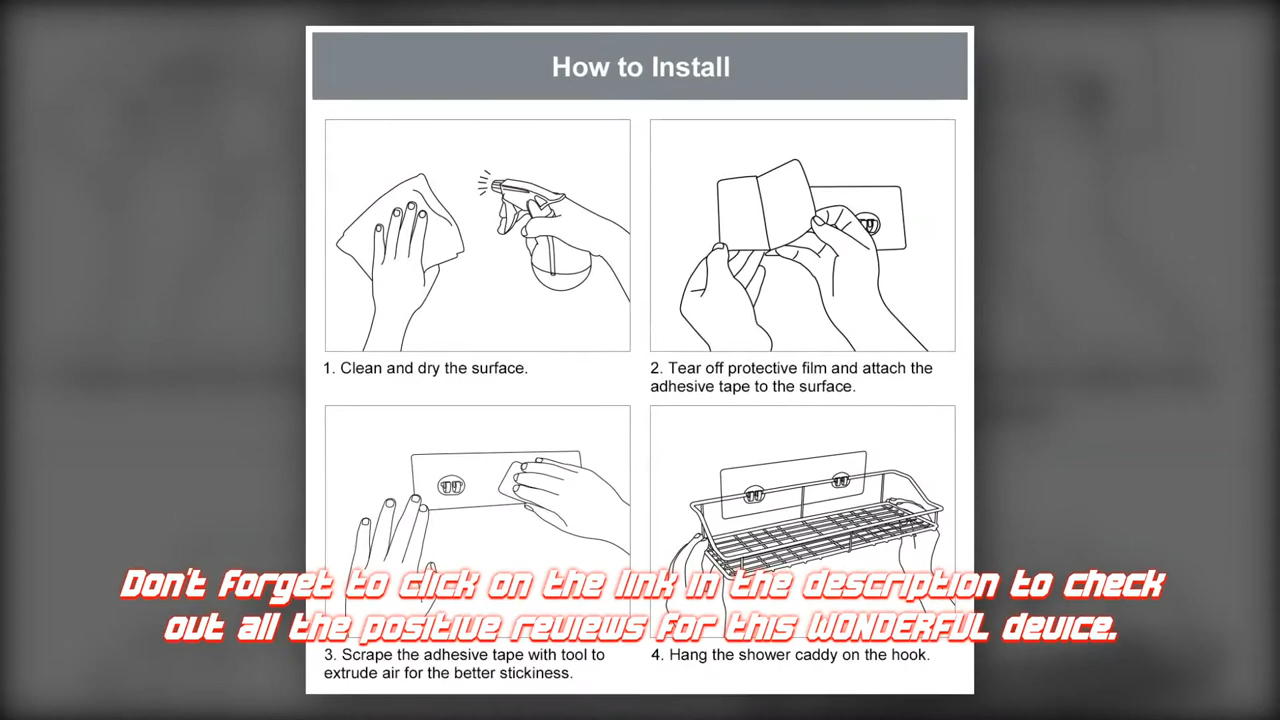 How to Install
1. Clean and dry the surface.
2. Tear off protective film and attach the
adhesive tape to the surface.
3. Scrape the adhesive tape with tool to
extrude air for the better stickiness.
4. Hang the shower caddy on the hook.
Don't forget to click on the link in the description to check
out all the positive reviews for this WONDERFUL device.